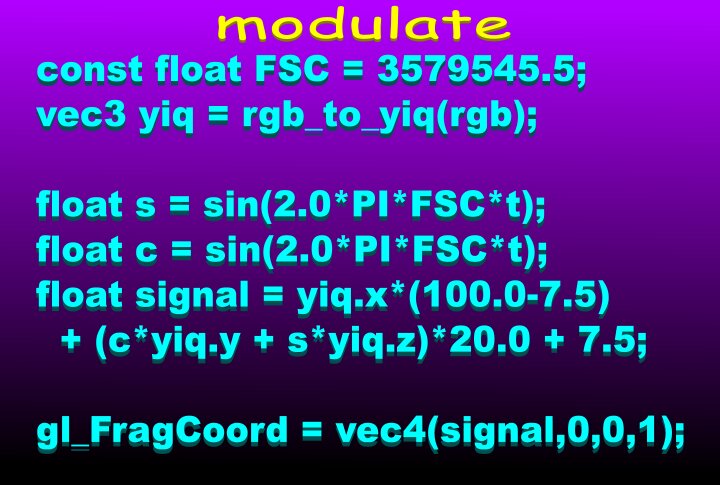 modulate
const float FSC = 3579545.5;
vec3 yiq = rgb_to_yiq(rgb);
float s = sin(2.0*PI*FSC*t);
float c = sin(2.0*PI*FSC*t);
float signal = yiq.x*(100.0-7.5)
+ (c*yiq.y + s*yiq.z)*20.0 + 7.5;
gl_FragCoord = vec4(signal,0,0,1);